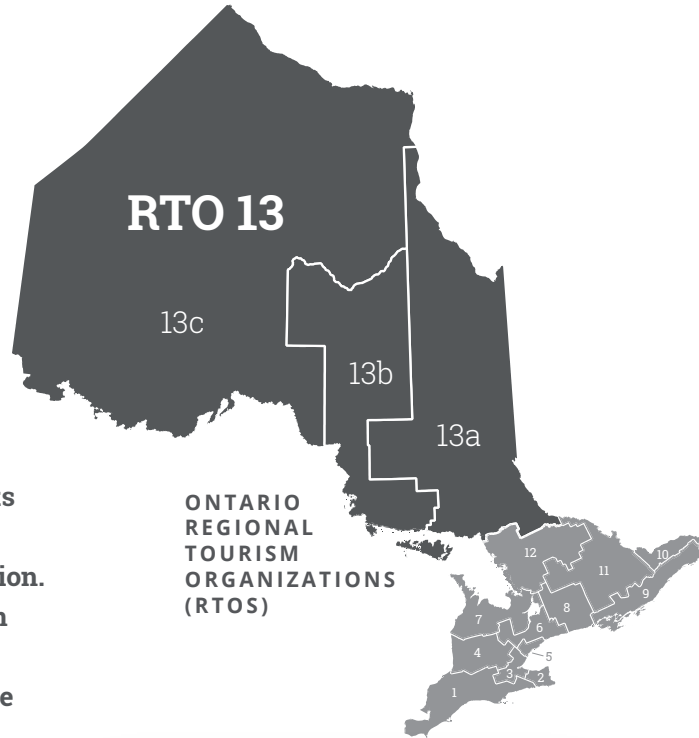 RTO 13
13c
13b
13a
ONTARIO
REGIONAL
TOURISM
ORGANIZATIONS
(RTOS)
ion.
12
11
10
9
8
7
6
5
4
3
2
1